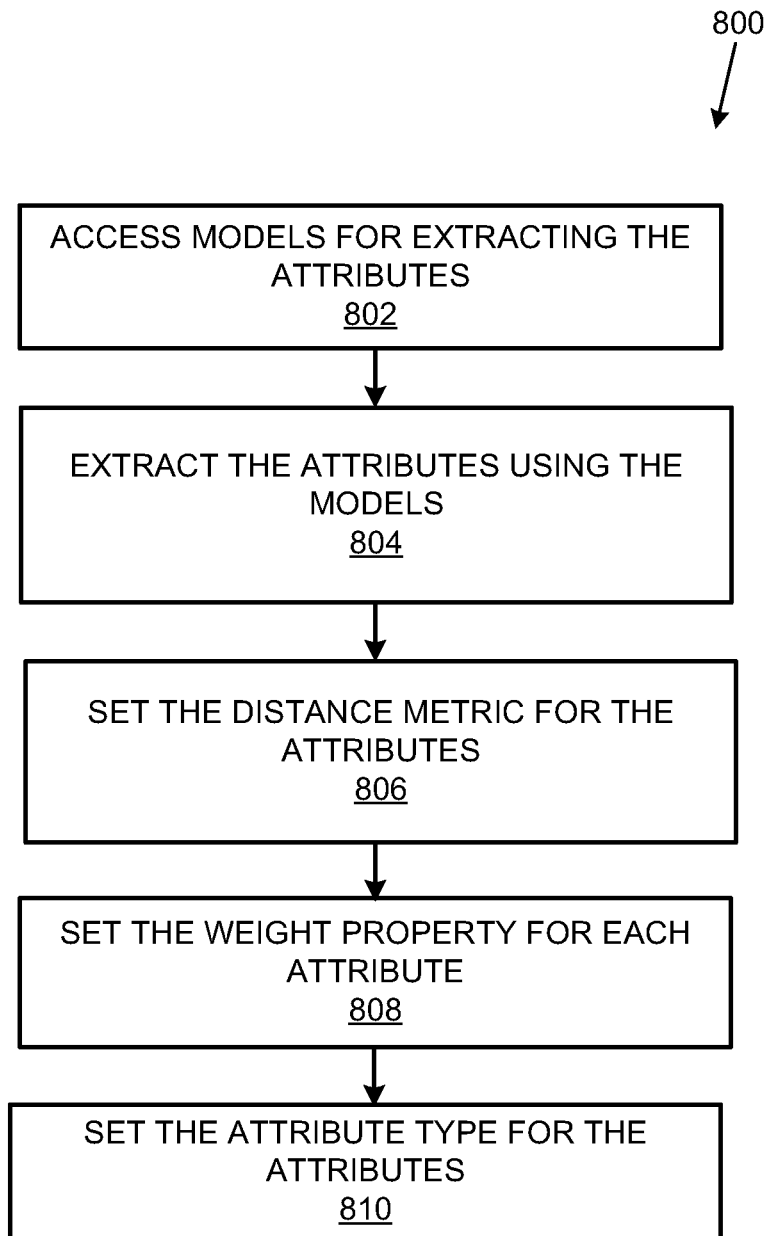 800
ACCESS MODELS FOR EXTRACTING THE
ATTRIBUTES
802
EXTRACT THE ATTRIBUTES USING THE
MODELS
804
SET THE DISTANCE METRIC FOR THE
ATTRIBUTES
806
SET THE WEIGHT PROPERTY FOR EACH
ATTRIBUTE
808
SET THE ATTRIBUTE TYPE FOR THE
ATTRIBUTES
810